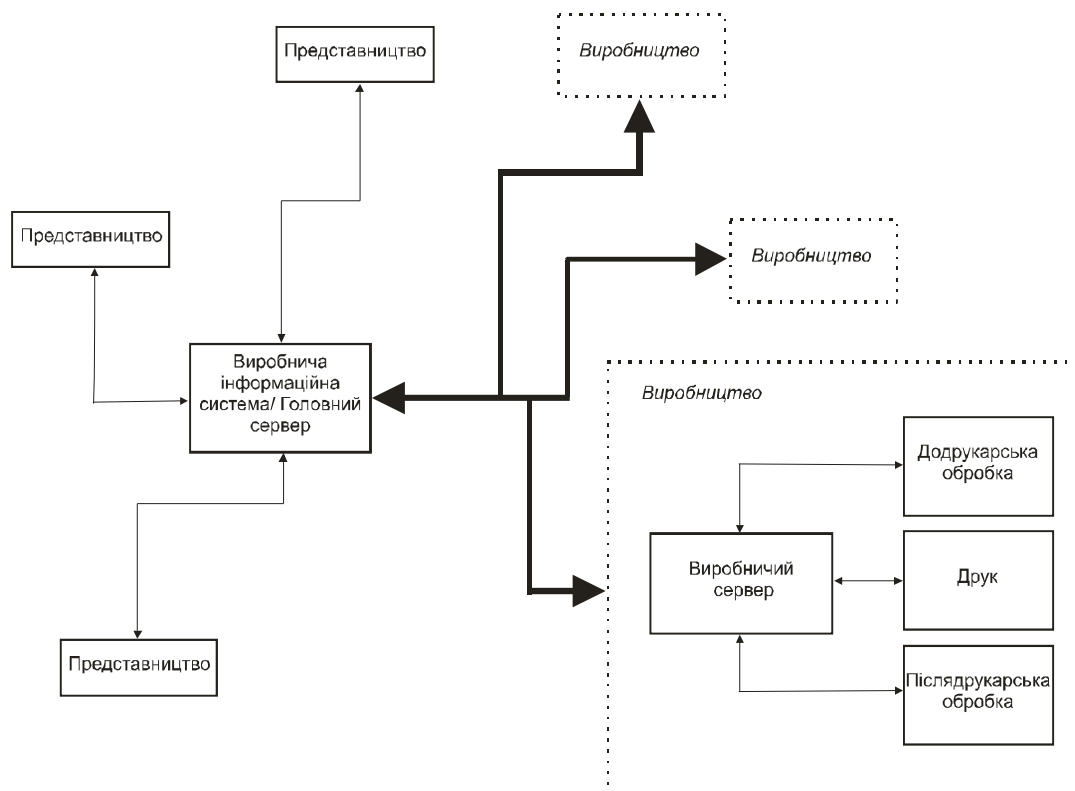 Представництво
Виробництво
Представництво
Виробництво
Виробнича
інформаційна
система/ Головний
сервер
Виробництво
Додрукарська
обробка
Виробничий
сервер
Друк
Представництво
Післядрукарська
обробка